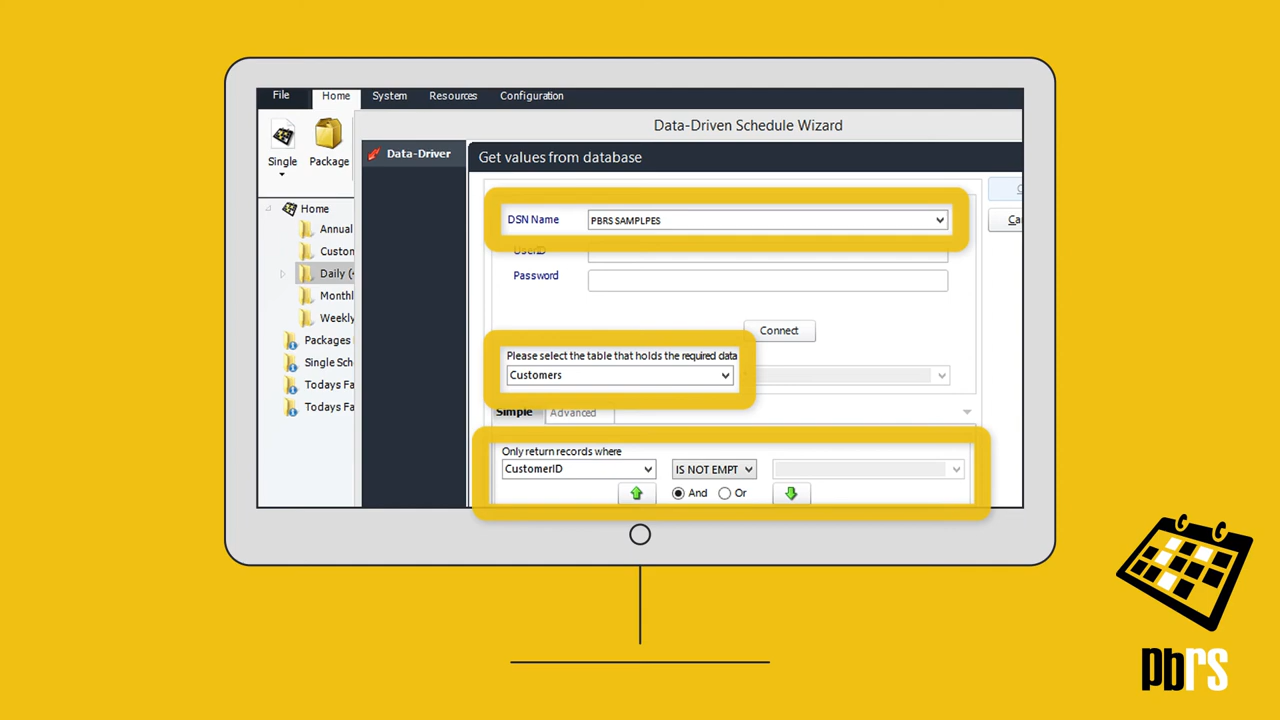 File Home System Resources Configuration
Data-Driven Schedule Wizard
Single Package
Data-Driver
Get values from database
Home
Annual
Custom
Daily (
Monthl
Weekly
Packages
Single Sch
Todays Fa
Todays Fa
DSN Name PBRS SAMPLPES
UserID
Password
Connect
Ca
Please select the table that holds the required data
Customers
Simple Advanced
Only return records where
CustomerID IS NOT EMPT
And Or
pbrs